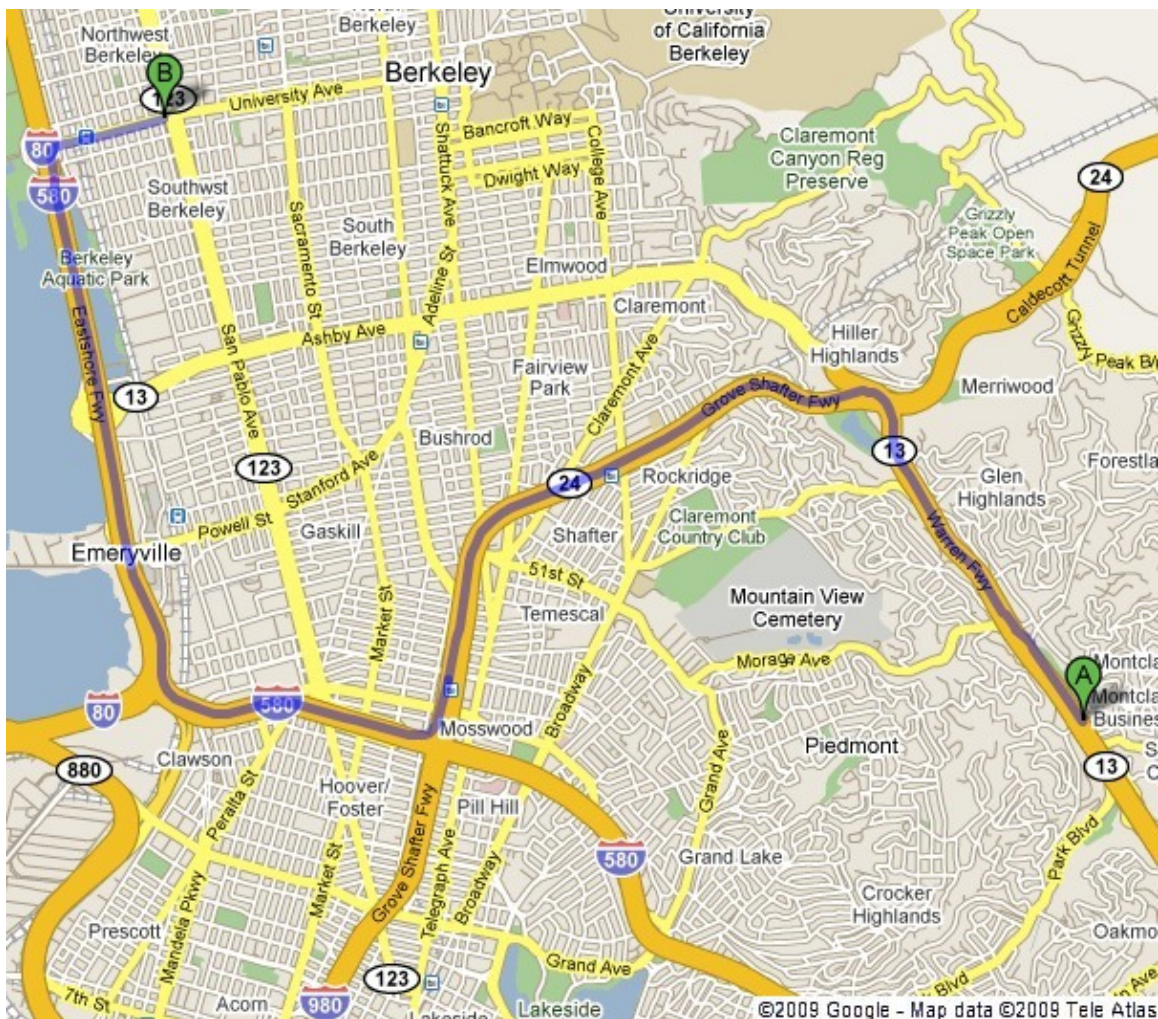 University
of California
Berkeley
Northwest
Berkeley
North
Berkeley
Berkeley
B
123
University Ave
Bancroft Way
Dwight Way
College Ave
Shattuck Ave
Claremont
Canyon Reg
Preserve
24
80
580
Southwst
Berkeley
Sacramento St
South
Berkeley
Grizzly
Peak Open
Space Park
Berkeley
Aquatic Park
Adeline St
Elmwood
Caldecott Tunnel
Eastshore Fwy
San Pablo Ave
Ashby Ave
Claremont
Hiller
Highlands
Grizzly Peak Blv
Fairview
Park
Claremont Ave
Grove Shafter Fwy
Merriwood
13
Bushrod
13
123
Stanford Ave
24
Rockridge
Glen
Highlands
Forestla
Powell St
Gaskill
Shafter
Claremont
Country Club
Warren Fwy
Emeryville
51st St
Market St
Temescal
Mountain View
Cemetery
Moraga Ave
A
Montcla
Montcla
Busines
80
580
Mosswood
Broadway
Piedmont
Grand Ave
S
C
13
880
Clawson
Peralta St
Hoover/
Foster
Grove Shafter Fwy
Pill Hill
580
Grand Lake
Park Blvd
Market St
Telegraph Ave
Broadway
Crocker
Highlands
Prescott
Mandela Pkwy
Oakmo
123
Grand Ave
7th St
Acorn
980
Lakeside
Lakeside
©2009 Google - Map data ©2009 Tele Atlas